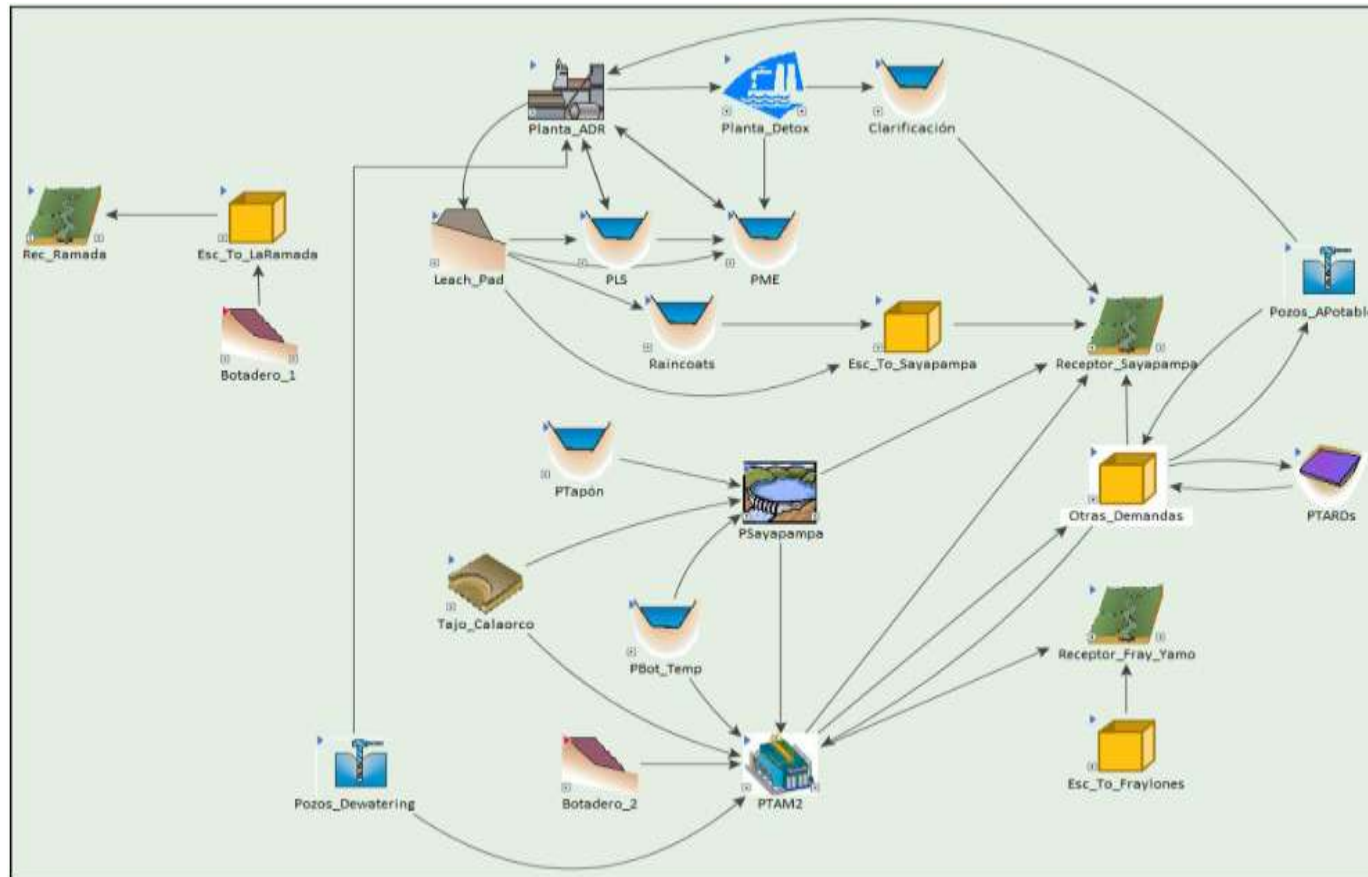 Planta_ADR
Planta_Detox
Clarificación
Rec_Ramada
Esc_To_LaRamada
Leach_Pad
PLS
PME
Pozos_APotable
Botadero_1
Raincoats
Esc_To_Sayapampa
Receptor_Sayapampa
PTapón
PSayapampa
Otras_Demandas
PTARDs
Tajo_Calaorco
PBot_Temp
Receptor_Fray_Yamo
Pozos_Dewatering
Botadero_2
PTAM2
Esc_To_Fraylones